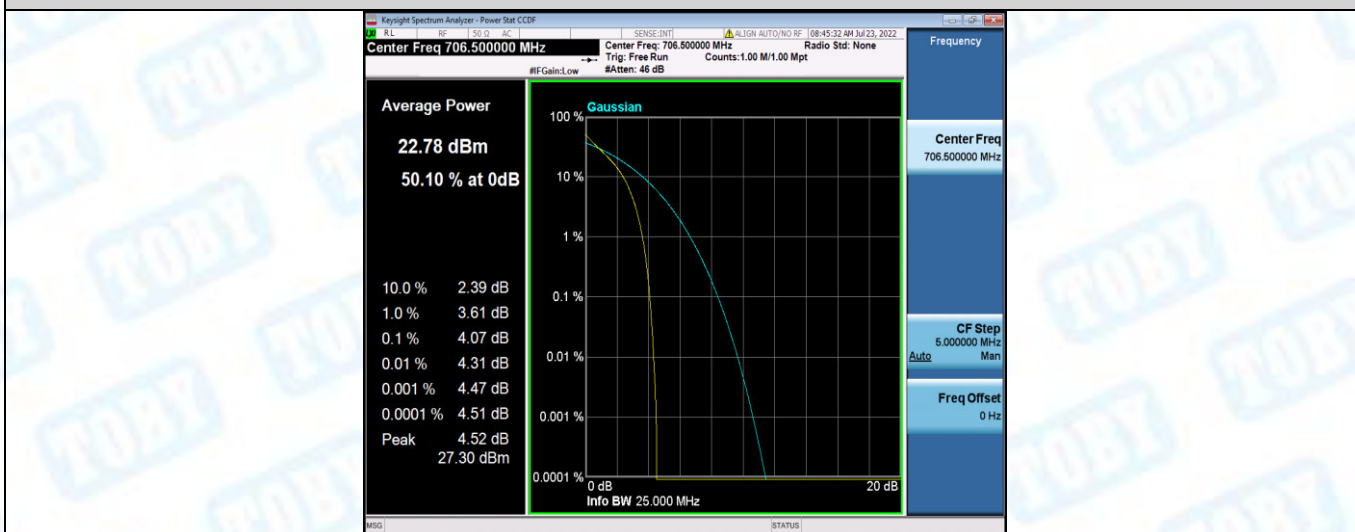 Keysight Spectrum Analyzer - Power Stat CCDF
RL RF 50 Ω AC SENSE:INT ALIGN AUTO/NO RF 08:45:32 AM Jul 23, 2022
Center Freq 706.500000 MHz
Center Freq: 706.500000 MHz Radio Std: None
Trig: Free Run Counts:1.00 M/1.00 Mpt
#IFGain:Low #Atten: 46 dB
Frequency
Average Power
22.78 dBm
50.10 % at 0dB
10.0 % 2.39 dB
1.0 % 3.61 dB
0.1 % 4.07 dB
0.01 % 4.31 dB
0.001 % 4.47 dB
0.0001 % 4.51 dB
Peak 4.52 dB
27.30 dBm
Gaussian
100 %
10 %
1 %
0.1 %
0.01 %
0.001 %
0.0001 %
0 dB 20 dB
Info BW 25.000 MHz
Center Freq
706.500000 MHz
CF Step
5.000000 MHz
Auto Man
Freq Offset
0 Hz
MSG STATUS
TOBY